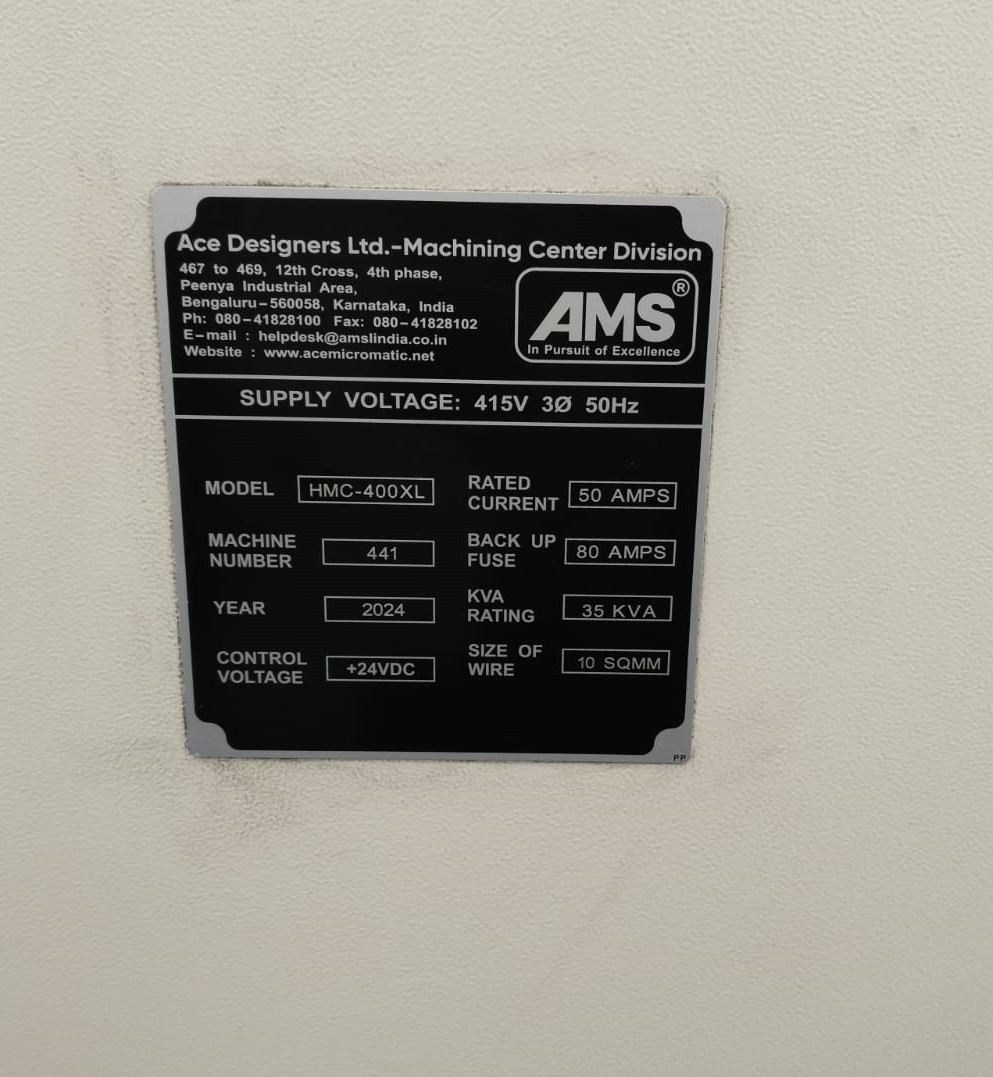 Ace Designers Ltd.-Machining Center Division
467 to 469, 12th Cross, 4th phase,
Peenya Industrial Area,
Bengaluru-560058, Karnataka, India
Ph: 080-41828100 Fax: 080-41828102
E-mail : helpdesk@amslindia.co.in
Website : www.acemicromatic.net
AMS®
In Pursuit of Excellence
SUPPLY VOLTAGE: 415V 3Ø 50Hz
MODEL HMC-400XL
MACHINE
NUMBER 441
YEAR 2024
CONTROL
VOLTAGE +24VDC
RATED
CURRENT 50 AMPS
BACK UP
FUSE 80 AMPS
KVA
RATING 35 KVA
SIZE OF
WIRE 10 SQMM
PP